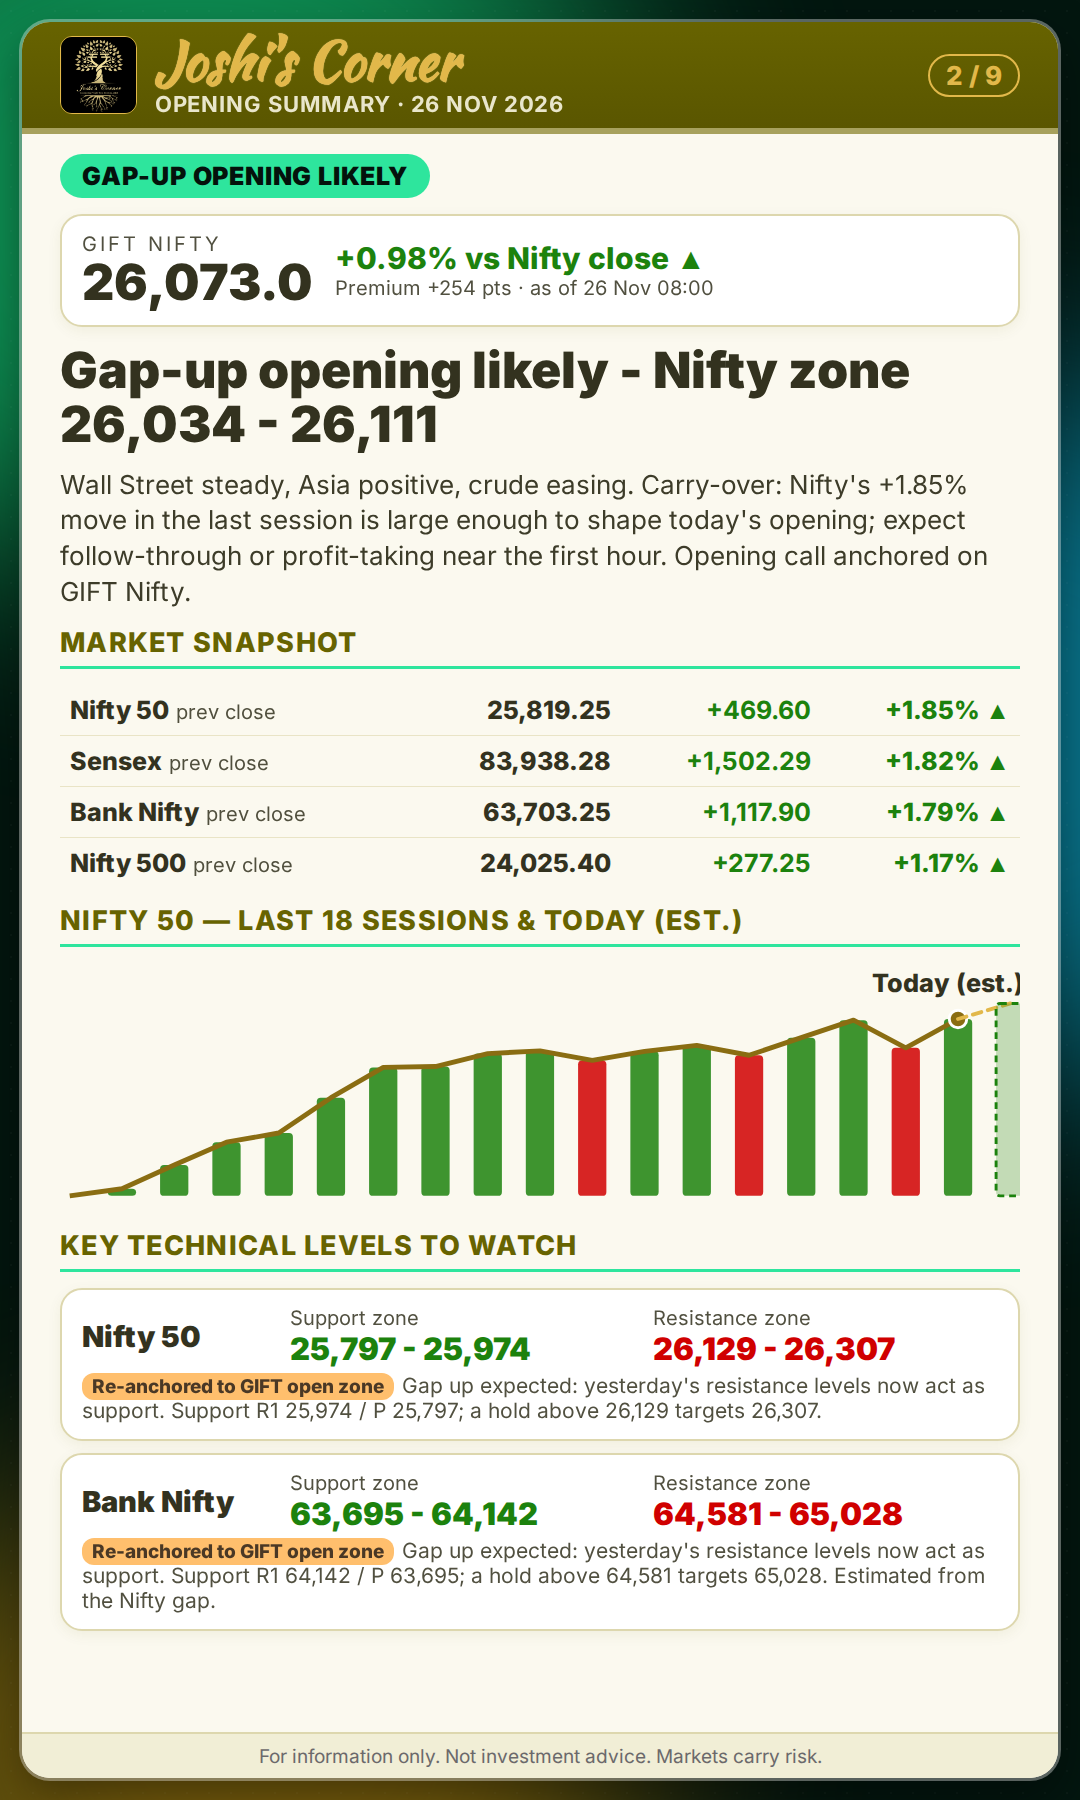 Joshi's Corner
Joshi's Corner
OPENING SUMMARY · 26 NOV 2026
2 / 9
GAP-UP OPENING LIKELY
GIFT NIFTY
26,073.0
+0.98% vs Nifty close ▲
Premium +254 pts · as of 26 Nov 08:00
Gap-up opening likely - Nifty zone
26,034 - 26,111
Wall Street steady, Asia positive, crude easing. Carry-over: Nifty's +1.85%
move in the last session is large enough to shape today's opening; expect
follow-through or profit-taking near the first hour. Opening call anchored on
GIFT Nifty.
MARKET SNAPSHOT
Nifty 50 prev close 25,819.25 +469.60 +1.85% ▲
Sensex prev close 83,938.28 +1,502.29 +1.82% ▲
Bank Nifty prev close 63,703.25 +1,117.90 +1.79% ▲
Nifty 500 prev close 24,025.40 +277.25 +1.17% ▲
NIFTY 50 — LAST 18 SESSIONS & TODAY (EST.)
Today (est.)
KEY TECHNICAL LEVELS TO WATCH
Nifty 50
Support zone
25,797 - 25,974
Resistance zone
26,129 - 26,307
Re-anchored to GIFT open zone Gap up expected: yesterday's resistance levels now act as
support. Support R1 25,974 / P 25,797; a hold above 26,129 targets 26,307.
Bank Nifty
Support zone
63,695 - 64,142
Resistance zone
64,581 - 65,028
Re-anchored to GIFT open zone Gap up expected: yesterday's resistance levels now act as
support. Support R1 64,142 / P 63,695; a hold above 64,581 targets 65,028. Estimated from
the Nifty gap.
For information only. Not investment advice. Markets carry risk.